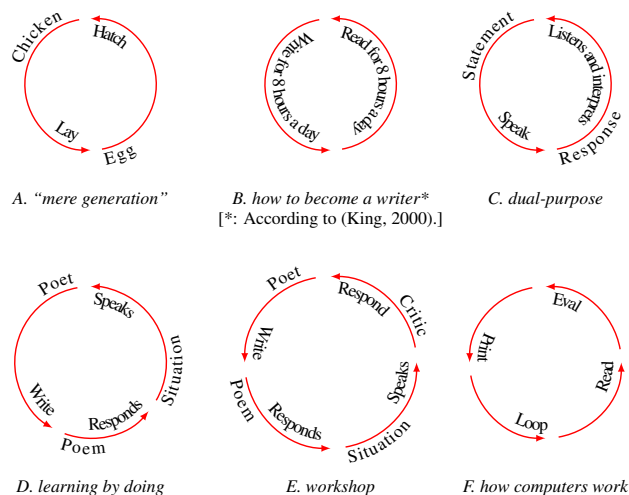 Chicken
Hatch
Lay
Egg
A. “mere generation”
Write for 8 hours a day
Read for 8 hours a day
B. how to become a writer*
[*: According to (King, 2000).]
Statement
Listens and interprets
Speak
Response
C. dual-purpose
Poet
Speaks
Situation
Write
Responds
Poem
D. learning by doing
Poet
Respond
Critic
Write
Speaks
Poem
Responds
Situation
E. workshop
Eval
Print
Read
Loop
F. how computers work